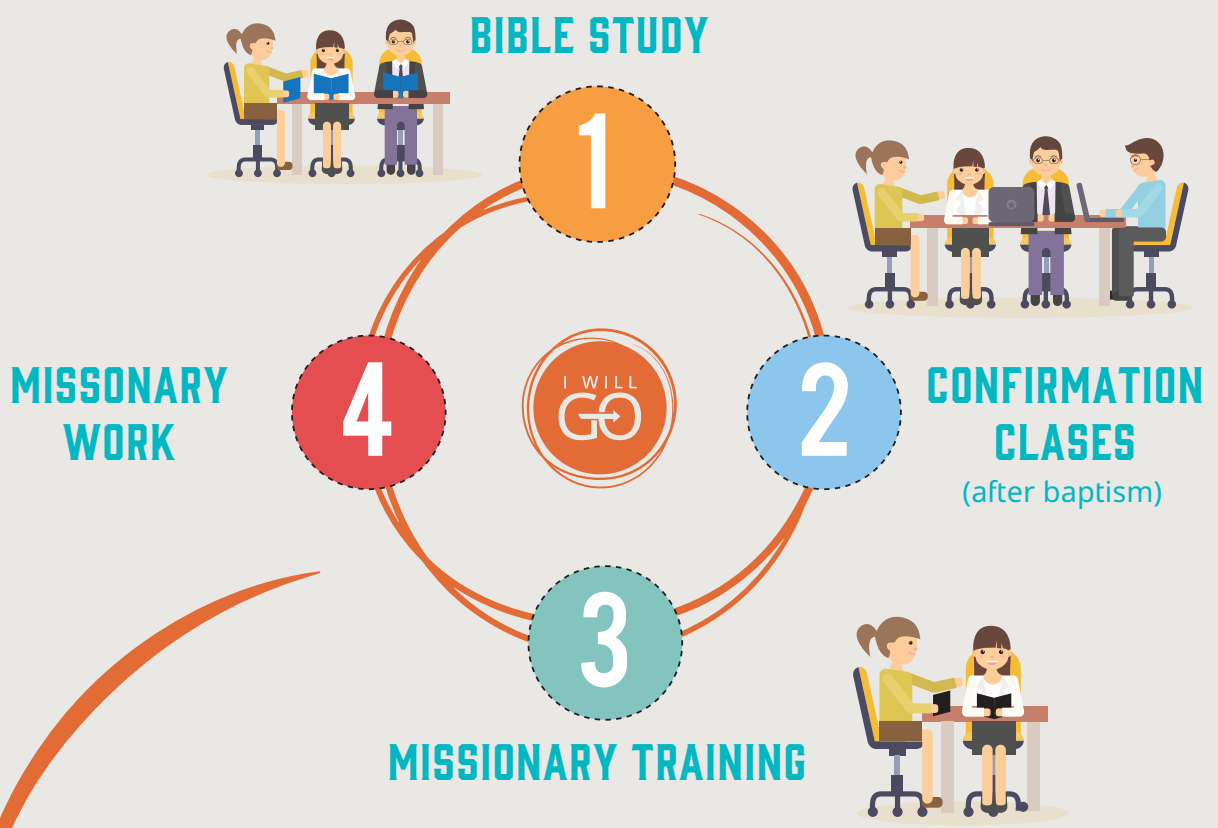 BIBLE STUDY
1
2
CONFIRMATION
CLASES
(after baptism)
3
MISSIONARY TRAINING
4
MISSONARY
WORK
I WILL
GO